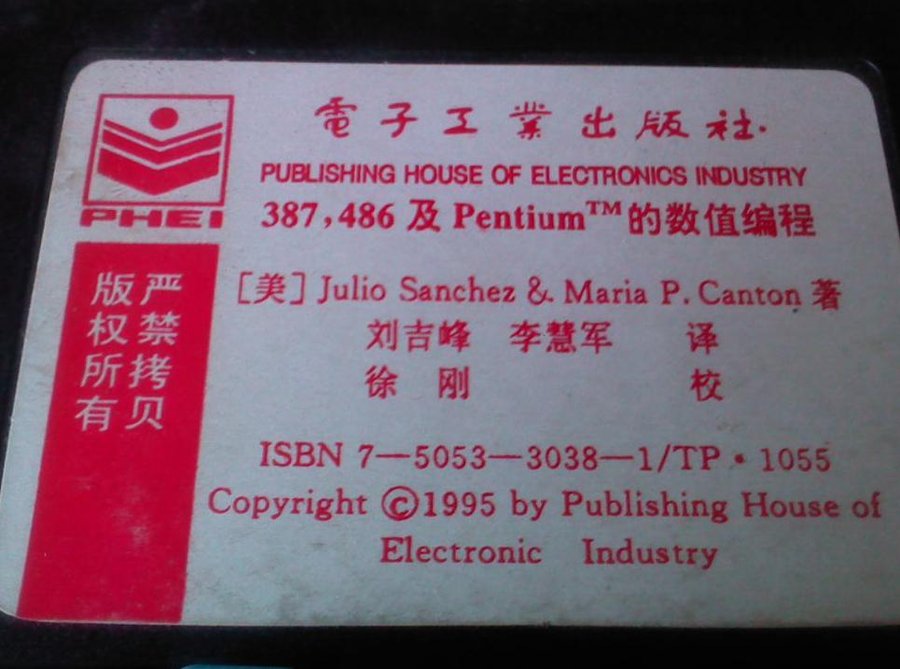 電子工業出版社
PUBLISHING HOUSE OF ELECTRONICS INDUSTRY
PHEI
387,486 及 Pentium™ 的数值编程
[美] Julio Sanchez & Maria P. Canton 著
刘吉峰 李慧军 译
徐 刚 校
ISBN 7—5053—3038—1/TP·1055
Copyright ©1995 by Publishing House of
Electronic Industry
版权所有
严禁拷贝